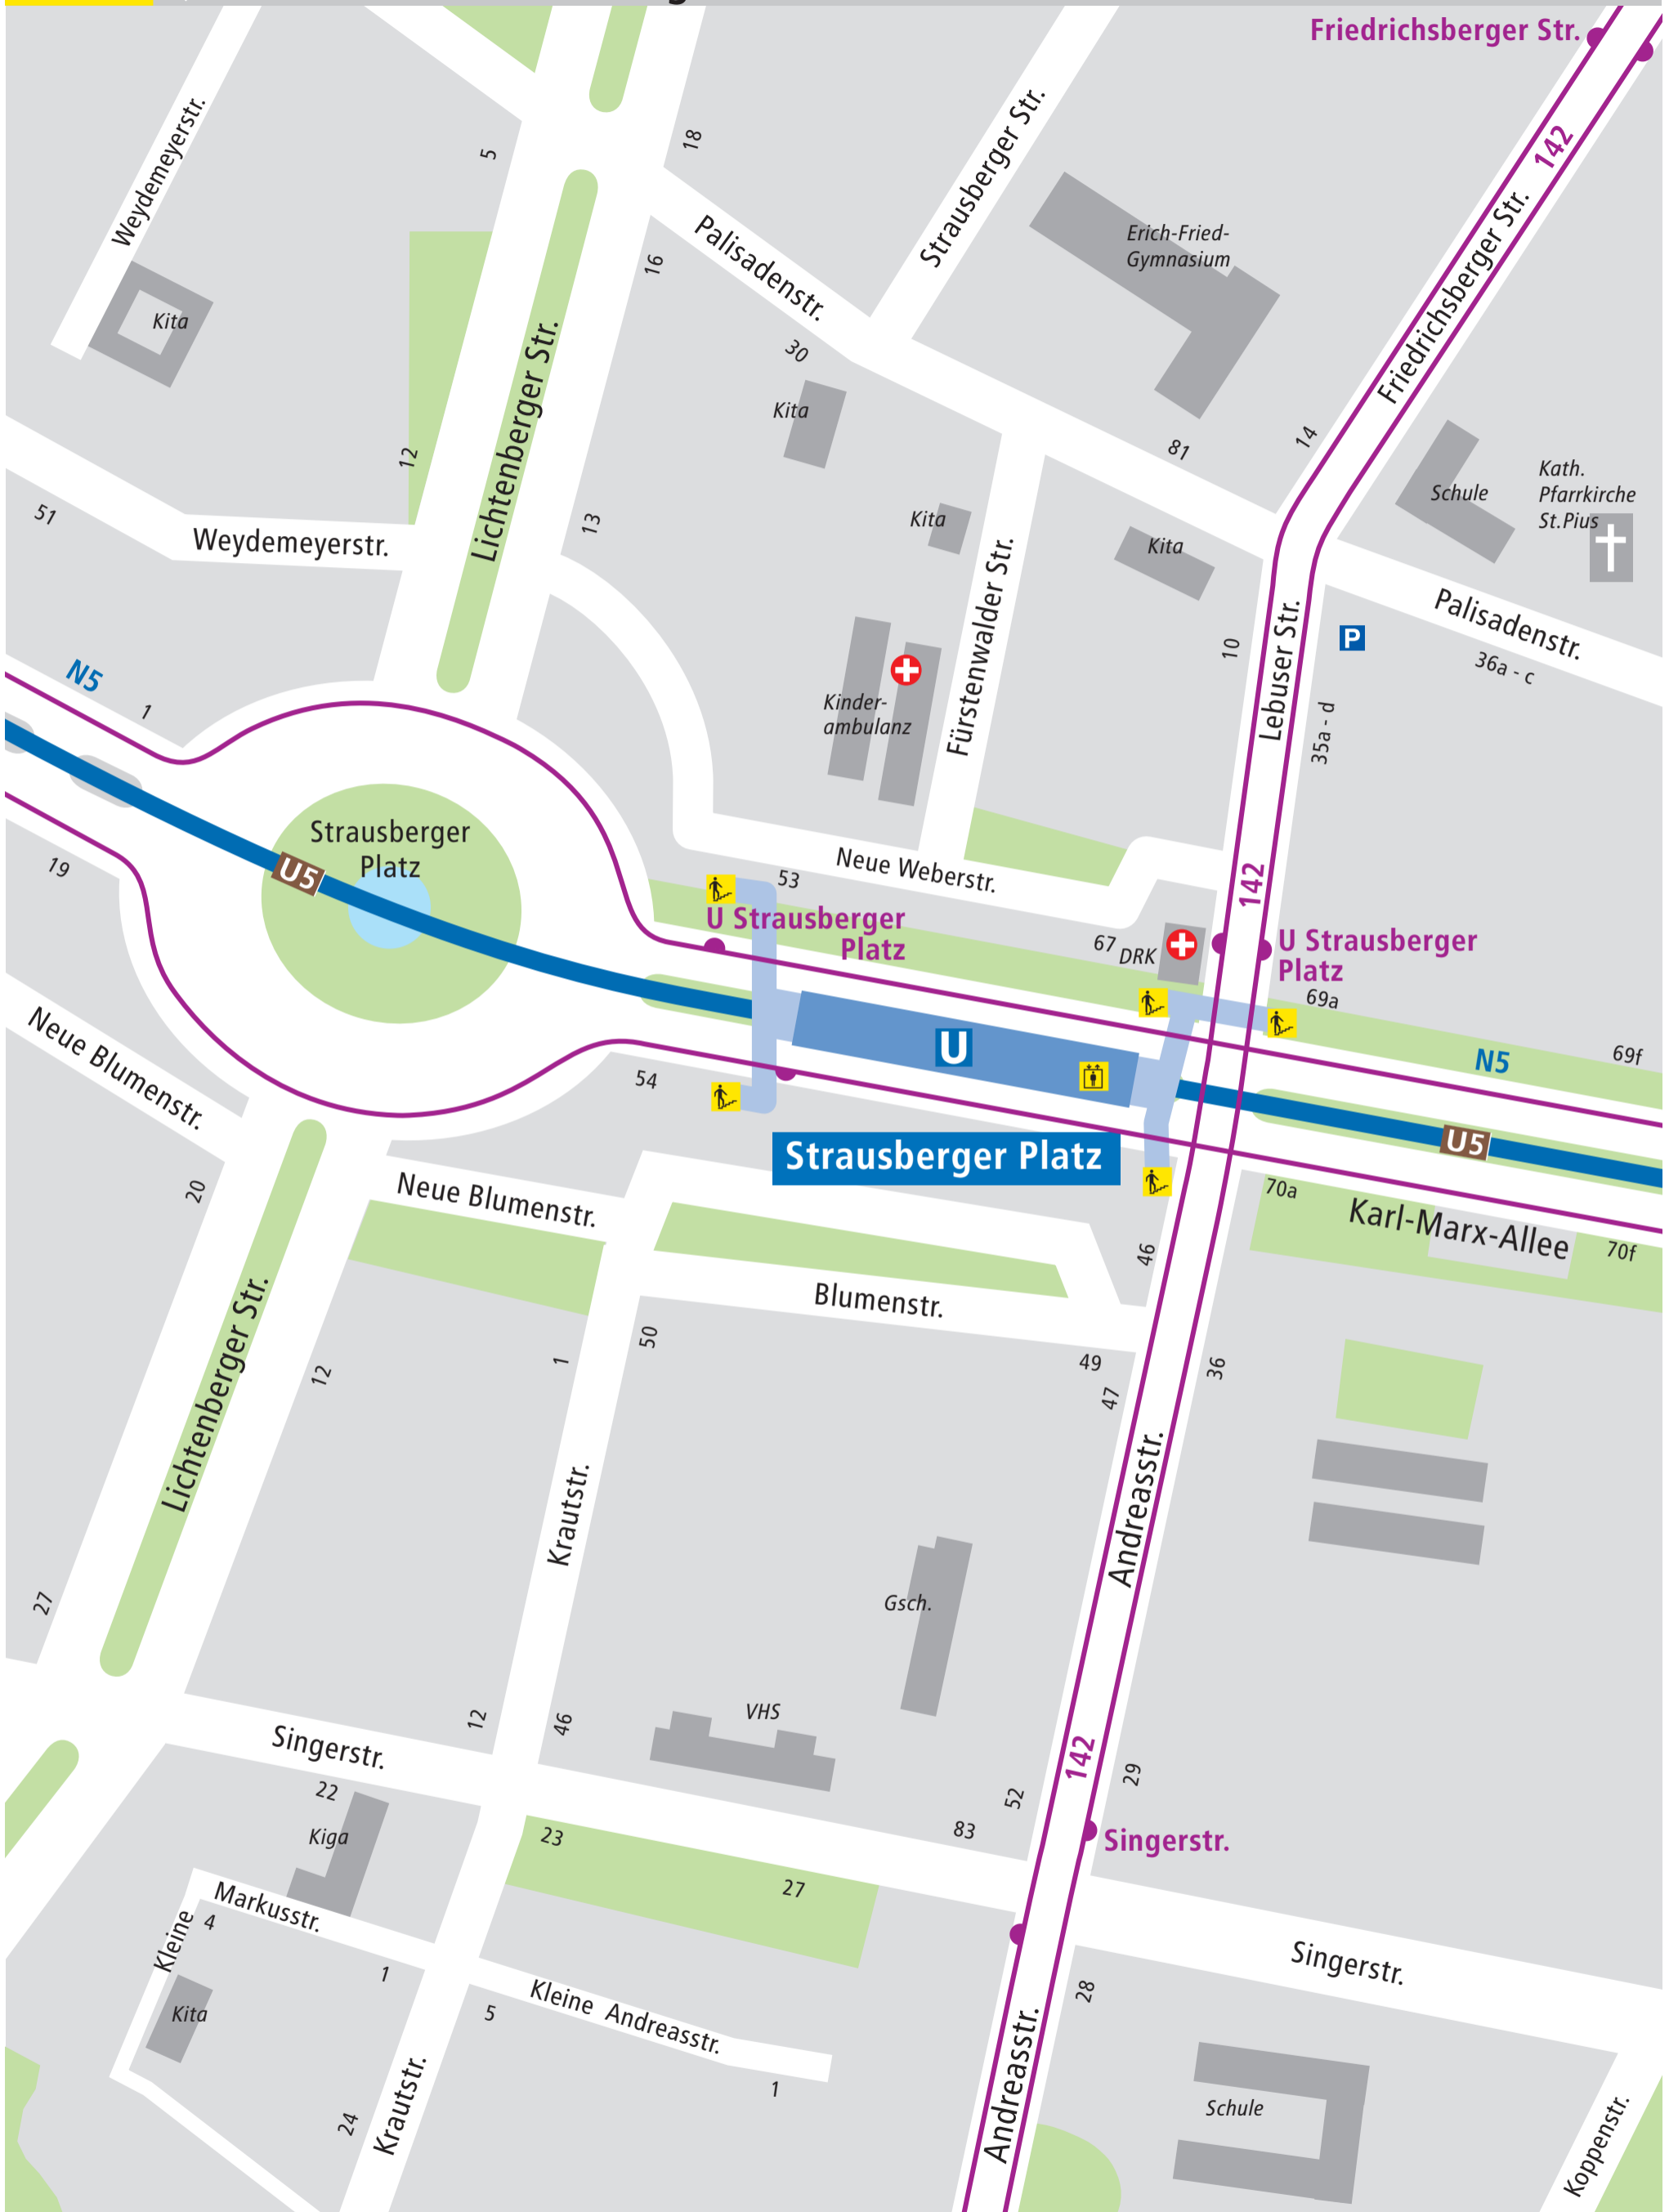 Friedrichsberger Str.
142
Weydemeyerstr.
5
18
Strausberger Str.
Palisadenstr.
Erich-Fried-
Gymnasium
Friedrichsberger Str.
16
Kita
30
Lichtenberger Str.
Kita
12
81
14
Kath.
Pfarrkirche
St.Pius
Schule
51
13
Weydemeyerstr.
Kita
Kita
Fürstenwalder Str.
10
Lebuser Str.
P
Palisadenstr.
36a - c
N5
1
Kinder-
ambulanz
35a - d
Strausberger
Platz
U5
19
Neue Weberstr.
53
142
U Strausberger
Platz
67
DRK
U Strausberger
Platz
69a
Neue Blumenstr.
U
N5
69f
54
U5
Strausberger Platz
20
Neue Blumenstr.
70a
Karl-Marx-Allee
70f
46
Blumenstr.
Lichtenberger Str.
12
1
50
49
47
36
Krautstr.
Andreasstr.
27
Gsch.
12
46
VHS
Singerstr.
142
29
22
52
Kiga
23
83
Singerstr.
27
Markusstr.
Kleine
4
1
Singerstr.
Kita
5
Kleine Andreasstr.
28
1
Andreasstr.
24
Krautstr.
Schule
Koppenstr.